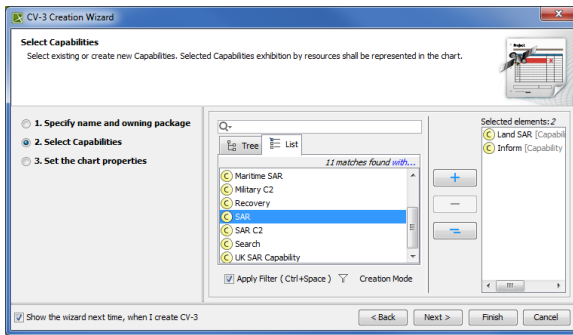 CV-3 Creation Wizard
Select Capabilities
Select existing or create new Capabilities. Selected Capabilities exhibition by resources shall be represented in the chart.
1. Specify name and owning package
2. Select Capabilities
3. Set the chart properties
Tree
List
11 matches found with...
Maritime SAR
Military C2
Recovery
SAR
SAR C2
Search
UK SAR Capability
Apply Filter ( Ctrl+Space )
Creation Mode
Selected elements: 2
Land SAR [Capabili
Inform [Capability
Show the wizard next time, when I create CV-3
< Back
Next >
Finish
Cancel